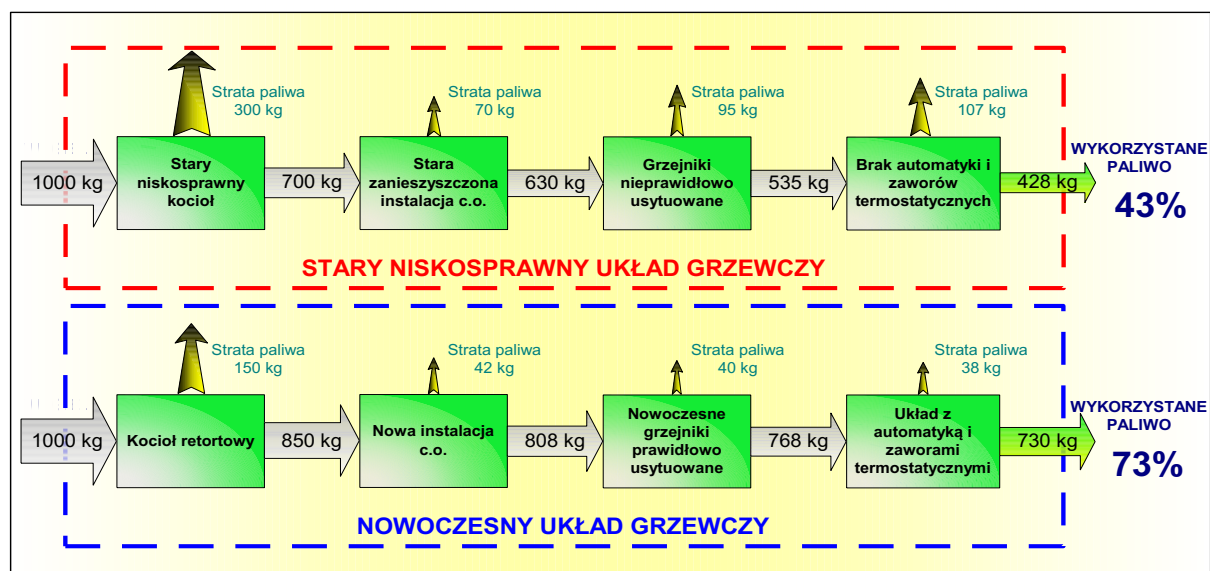 Strata paliwa
300 kg
Strata paliwa
70 kg
Strata paliwa
95 kg
Strata paliwa
107 kg
1000 kg
Stary
niskosprawny
kocioł
700 kg
Stara
zanieszyszczona
instalacja c.o.
630 kg
Grzejniki
nieprawidłowo
usytuowane
535 kg
Brak automatyki i
zaworów
termostatycznych
428 kg
WYKORZYSTANE
PALIWO
43%
STARY NISKOSPRAWNY UKŁAD GRZEWCZY
Strata paliwa
150 kg
Strata paliwa
42 kg
Strata paliwa
40 kg
Strata paliwa
38 kg
1000 kg
Kocioł retortowy
850 kg
Nowa instalacja
c.o.
808 kg
Nowoczesne
grzejniki
prawidłowo
usytuowane
768 kg
Układ z
automatyką i
zaworami
termostatycznymi
730 kg
WYKORZYSTANE
PALIWO
73%
NOWOCZESNY UKŁAD GRZEWCZY